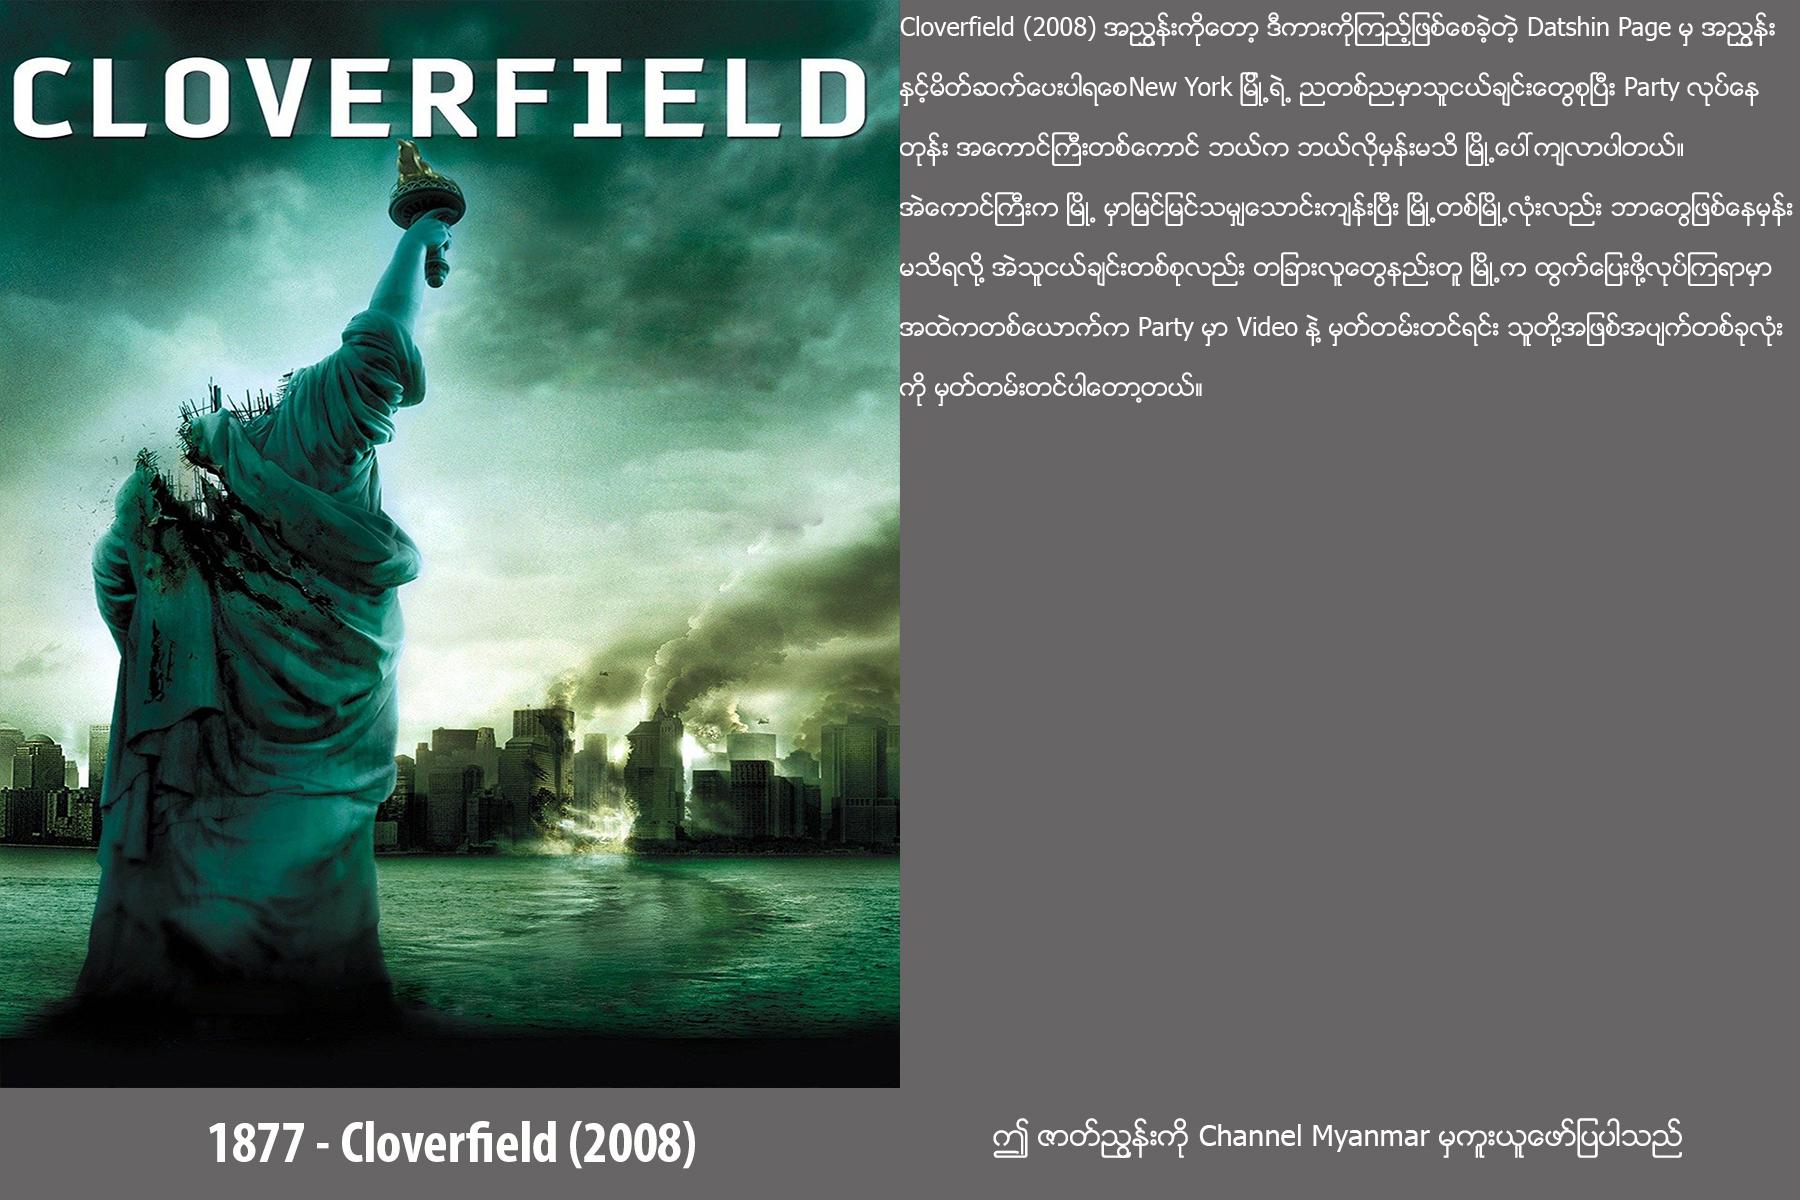 CLOVERFIELD
Cloverfield (2008) အညွှန်းကိုတော့ ဒီကားကိုကြည့်ဖြစ်စေခဲ့တဲ့ Datshin Page မှ အညွှန်း
နှင့်မိတ်ဆက်ပေးပါရစေNew York မြို့ရဲ့ ညတစ်ညမှာသူငယ်ချင်းတွေစုပြီး Party လုပ်နေ
တုန်း အကောင်ကြီးတစ်ကောင် ဘယ်က ဘယ်လိုမှန်းမသိ မြို့ပေါ်ကျလာပါတယ်။
အဲကောင်ကြီးက မြို့ မှာမြင်မြင်သမျှသောင်းကျန်းပြီး မြို့တစ်မြို့လုံးလည်း ဘာတွေဖြစ်နေမှန်း
မသိရလို့ အဲသူငယ်ချင်းတစ်စုလည်း တခြားလူတွေနည်းတူ မြို့က ထွက်ပြေးဖို့လုပ်ကြရာမှာ
အထဲကတစ်ယောက်က Party မှာ Video နဲ့ မှတ်တမ်းတင်ရင်း သူတို့အဖြစ်အပျက်တစ်ခုလုံး
ကို မှတ်တမ်းတင်ပါတော့တယ်။
1877 - Cloverfield (2008)
ဤ ဇာတ်ညွှန်းကို Channel Myanmar မှကူးယူဖော်ပြပါသည်